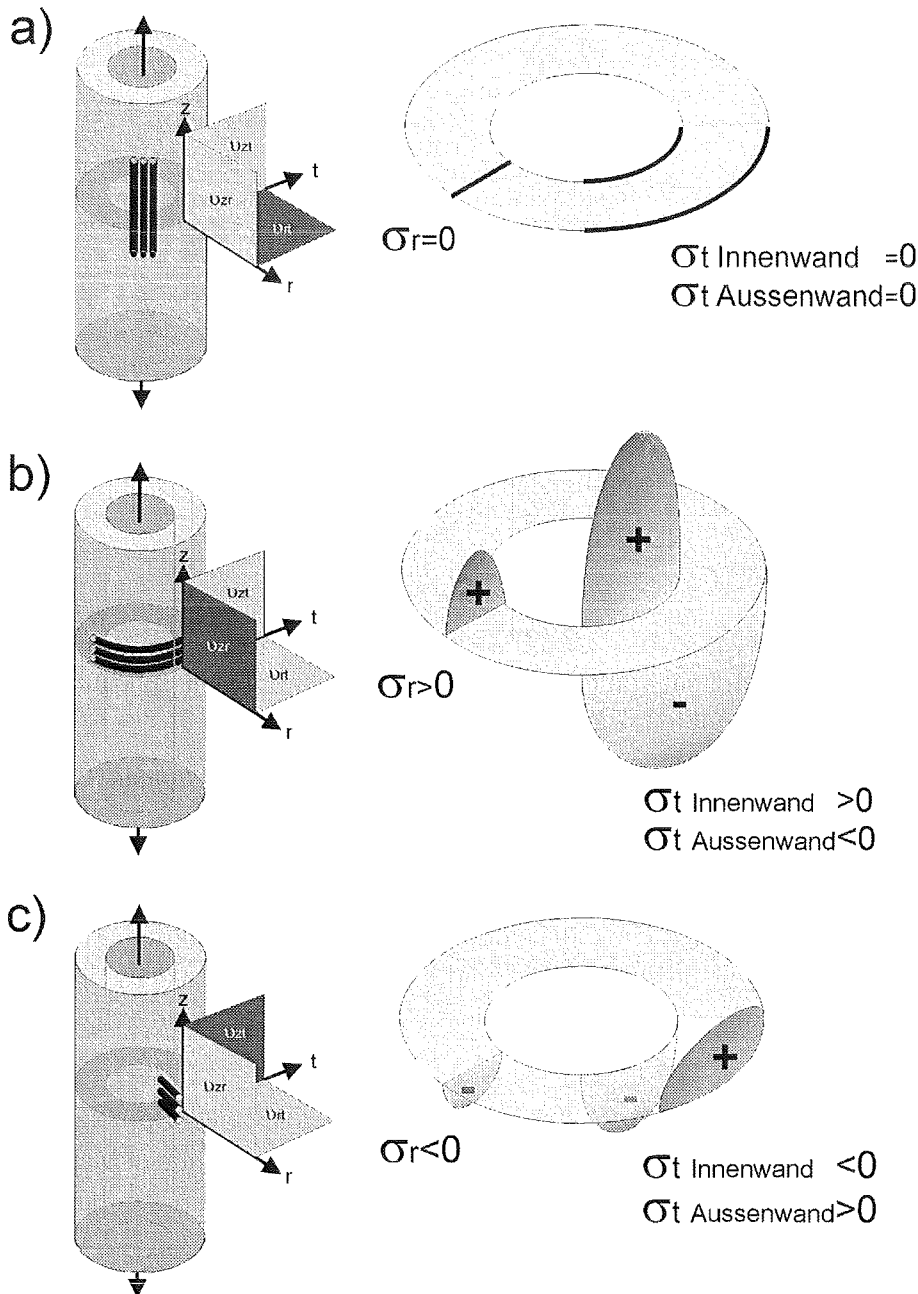 a)
z
υzt
t
υzr
υrt
r
σr=0
σt Innenwand =0
σt Aussenwand=0
b)
z
υzt
t
υzr
υrt
r
+
+
-
σr>0
σt Innenwand >0
σt Aussenwand<0
c)
z
υzt
t
υzr
υrt
r
-
-
+
σr<0
σt Innenwand <0
σt Aussenwand>0